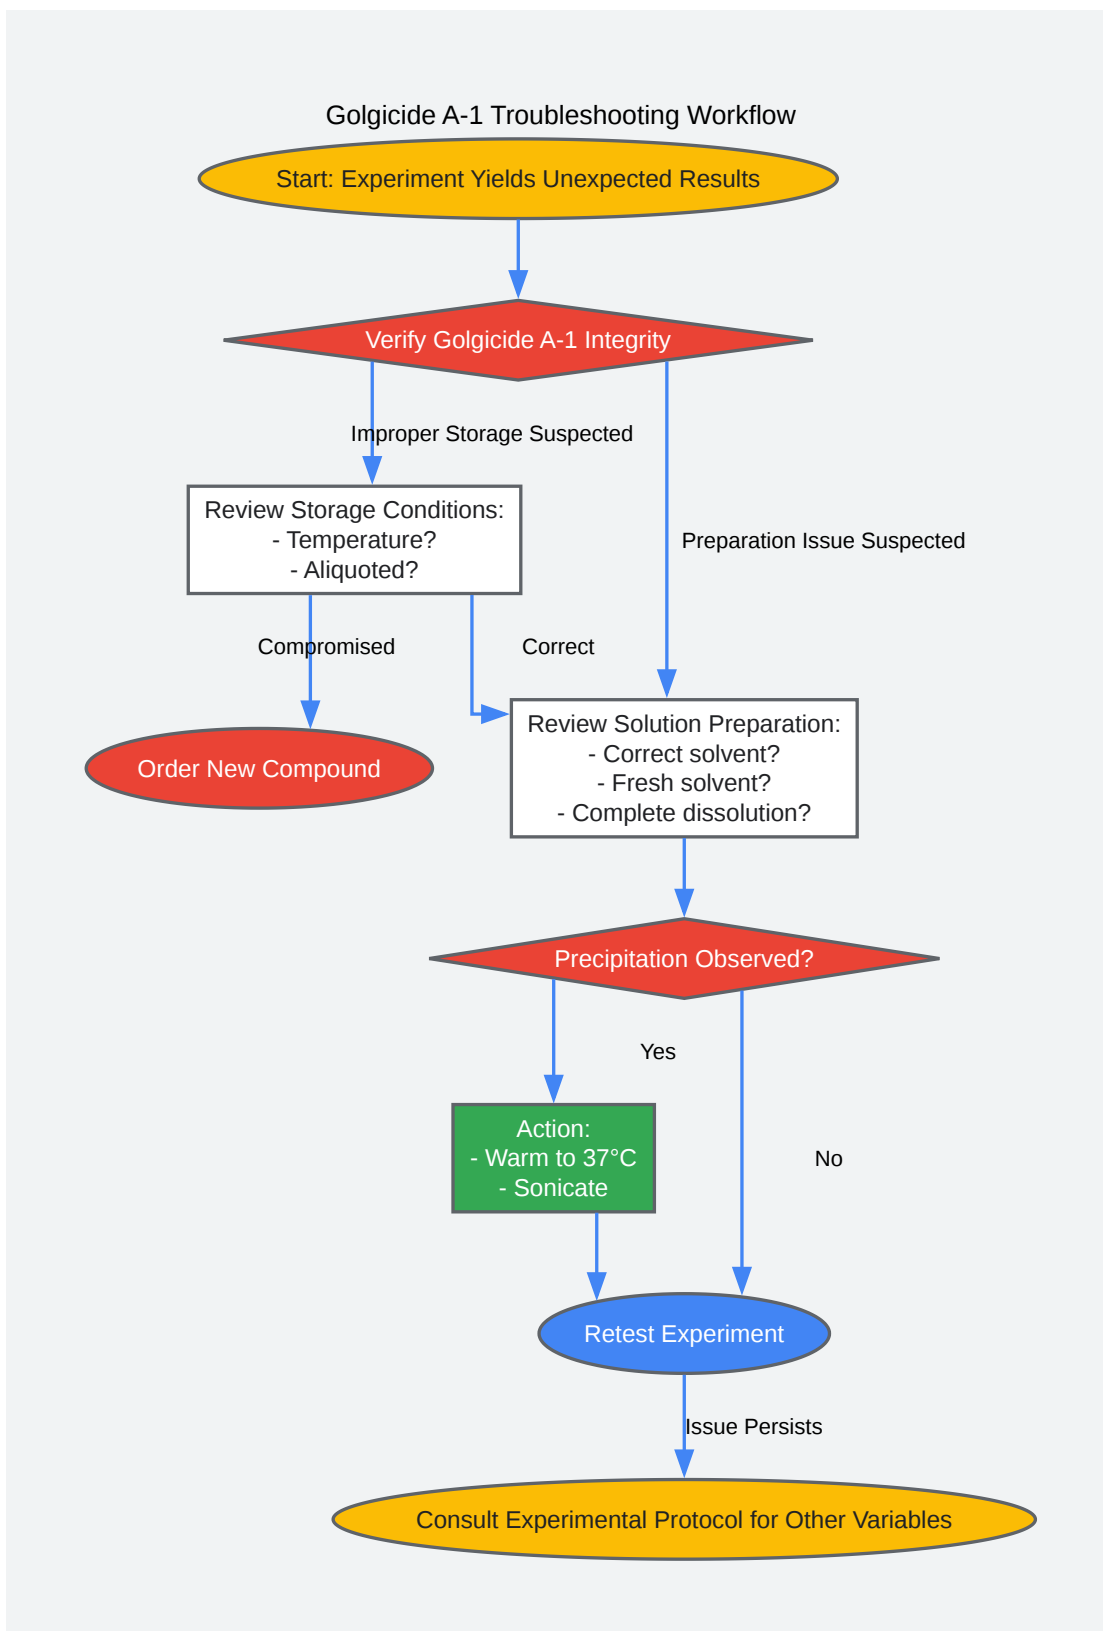 Golgicide A-1 Troubleshooting Workflow
Start: Experiment Yields Unexpected Results
Verify Golgicide A-1 Integrity
Improper Storage Suspected
Review Storage Conditions:
- Temperature?
- Aliquoted?
Preparation Issue Suspected
Compromised
Correct
Order New Compound
Review Solution Preparation:
- Correct solvent?
- Fresh solvent?
- Complete dissolution?
Precipitation Observed?
Yes
Action:
- Warm to 37°C
- Sonicate
No
Retest Experiment
Issue Persists
Consult Experimental Protocol for Other Variables